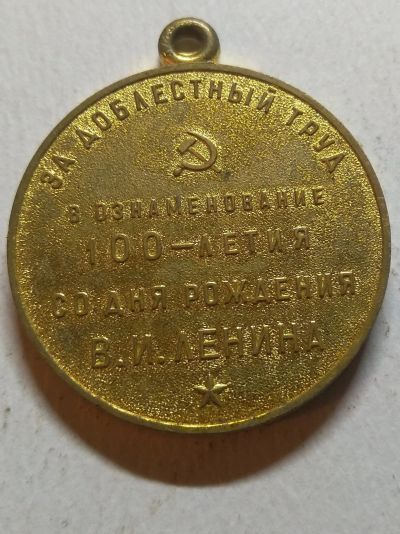 ЗА ДОБЛЕСТНЫЙ ТРУД
В ОЗНАМЕНОВАНИЕ
100–ЛЕТИЯ
СО ДНЯ РОЖДЕНИЯ
В.И.ЛЕНИНА